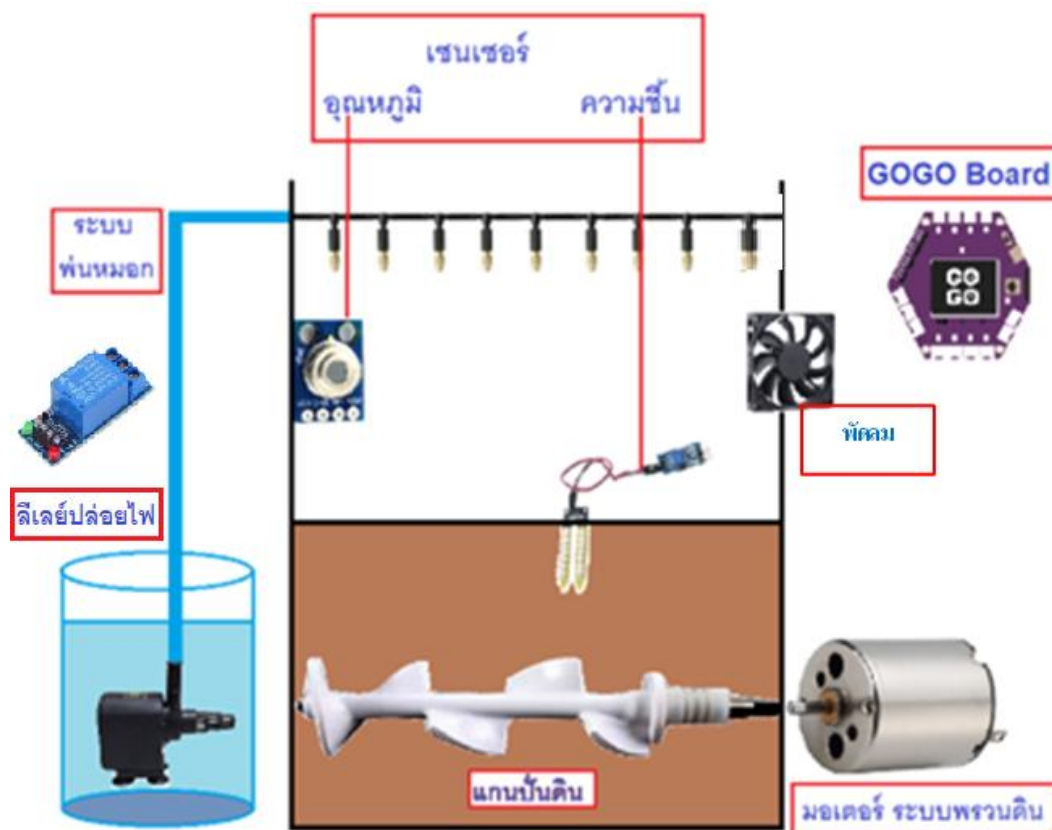 เซนเซอร์
อุณหภูมิ ความชื้น
GOGO Board
ระบบ
พ่นหมอก
GO
GO
พัดลม
ลีเลย์ปล่อยไฟ
แกนปั่นดิน
มอเตอร์ ระบบพรวนดิน